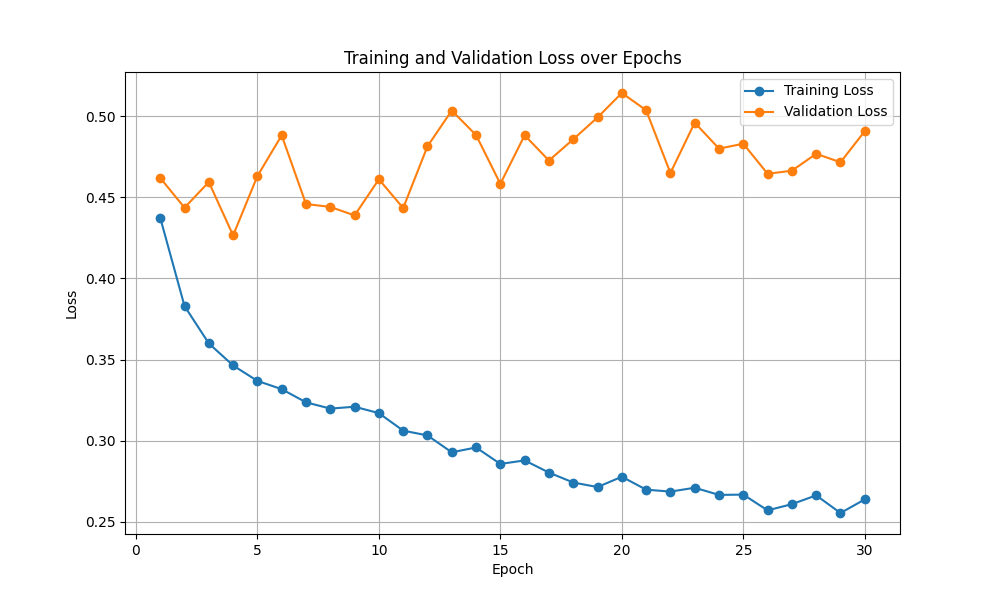 Training and Validation Loss over Epochs
Training Loss
Validation Loss
0.50
0.45
0.40
0.35
0.30
0.25
Loss
0 5 10 15 20 25 30
Epoch